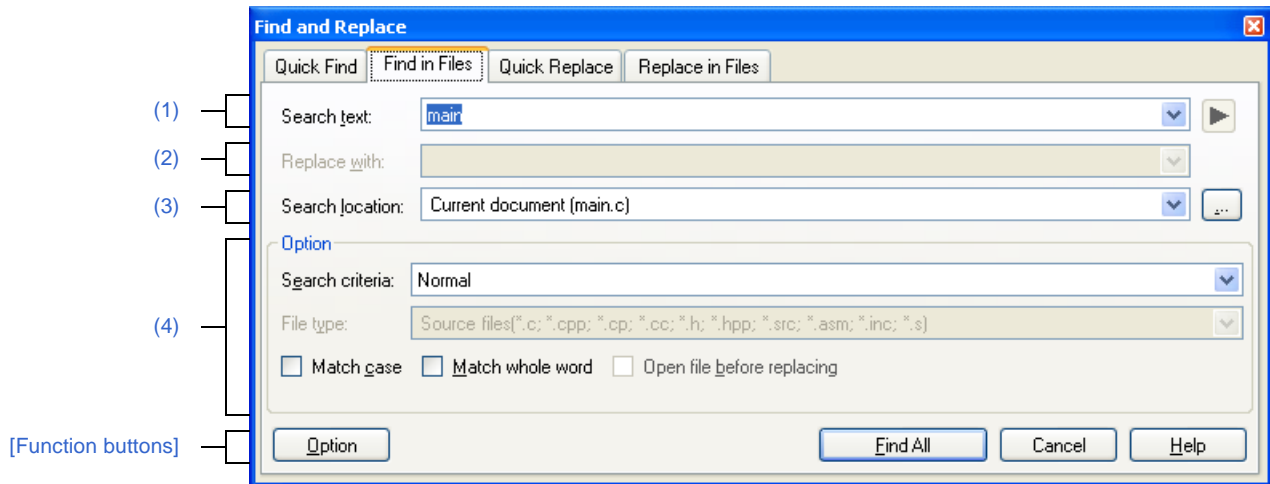 Find and Replace
Quick Find Find in Files Quick Replace Replace in Files
(1) Search text: main
(2) Replace with:
(3) Search location: Current document (main.c) ...
Option
Search criteria: Normal
(4) File type: Source files(*.c; *.cpp; *.cp; *.cc; *.h; *.hpp; *.src; *.asm; *.inc; *.s)
Match case Match whole word Open file before replacing
[Function buttons] Option Find All Cancel Help